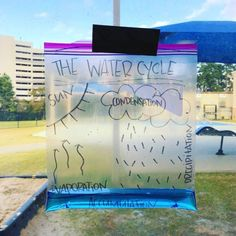 THE WATER CYCLE
SUN
CONDENSATION
PRECIPITATION
EVAPORATION
ACCUMULATION